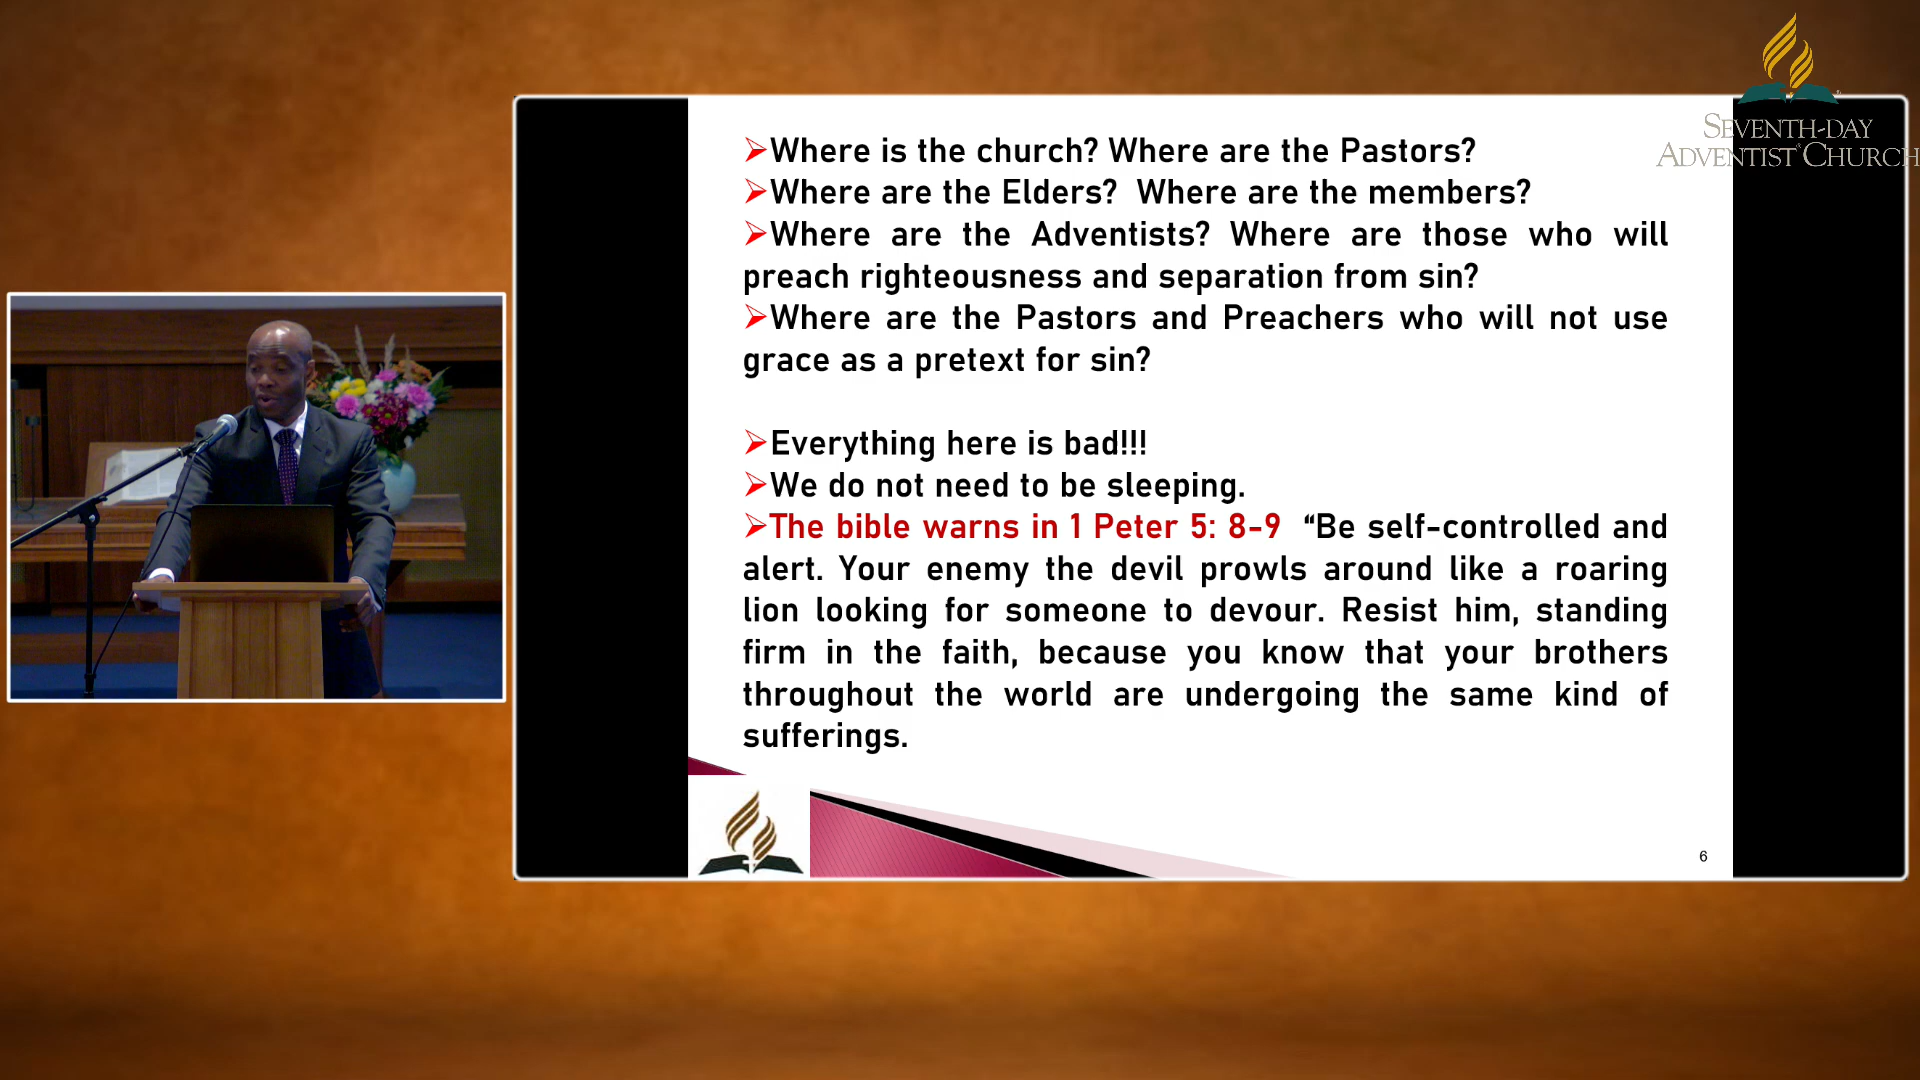 SEVENTH-DAY
ADVENTIST CHURCH
➢Where is the church? Where are the Pastors?
➢Where are the Elders?  Where are the members?
➢Where are the Adventists? Where are those who will
preach righteousness and separation from sin?
➢Where are the Pastors and Preachers who will not use
grace as a pretext for sin?
➢Everything here is bad!!!
➢We do not need to be sleeping.
➢The bible warns in 1 Peter 5: 8-9  “Be self-controlled and
alert. Your enemy the devil prowls around like a roaring
lion looking for someone to devour. Resist him, standing
firm in the faith, because you know that your brothers
throughout the world are undergoing the same kind of
sufferings.
6